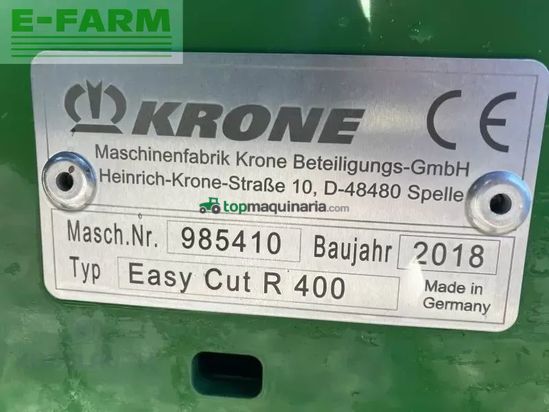 E-FARM
KRONE CE
Maschinenfabrik Krone Beteiligungs-GmbH
Heinrich-Krone-Straße 10, D-48480 Spelle
topmaquinaria.com
Masch.Nr. 985410 Baujahr 2018
Typ Easy Cut R 400 Made in
Germany